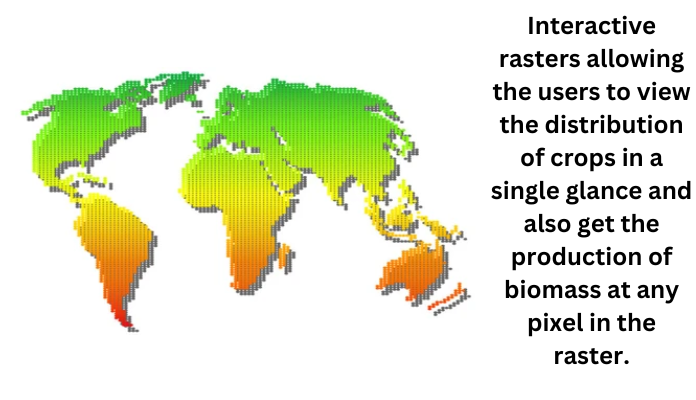 Interactive
rasters allowing
the users to view
the distribution
of crops in a
single glance and
also get the
production of
biomass at any
pixel in the
raster.